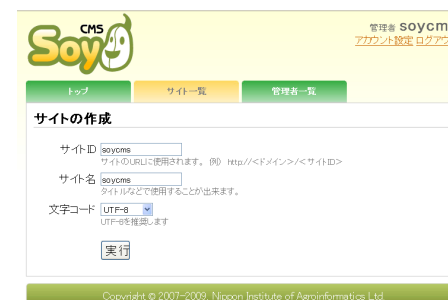 CMS
Soy
管理者 soycm
アカウント設定 ログアウ
トップ
サイト一覧
管理者一覧
サイトの作成
サイトID soycms
サイトのURLに使用されます。 例) http://<ドメイン>/<サイトID>
サイト名 soycms
タイトルなどで使用することが出来ます。
文字コード UTF-8
UTF-8を推奨します
実行
Copyright © 2007-2009, Nippon Institute of Agroinformatics Ltd